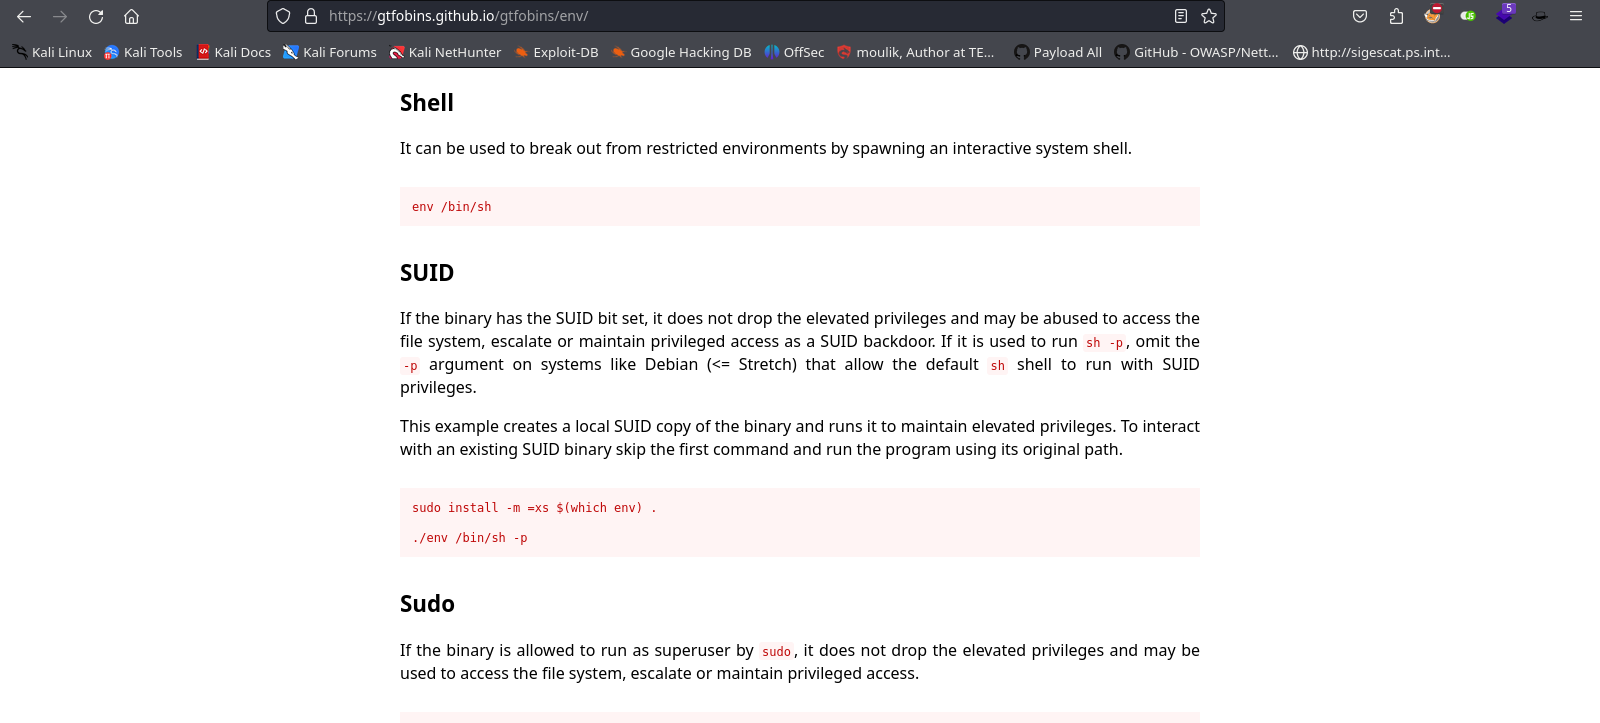 https://gtfobins.github.io/gtfobins/env/
5
Kali Linux Kali Tools Kali Docs Kali Forums Kali NetHunter Exploit-DB Google Hacking DB OffSec moulik, Author at TE... Payload All GitHub - OWASP/Nett... http://sigescat.ps.int...
Shell
It can be used to break out from restricted environments by spawning an interactive system shell.
env /bin/sh
SUID
If the binary has the SUID bit set, it does not drop the elevated privileges and may be abused to access the
file system, escalate or maintain privileged access as a SUID backdoor. If it is used to run sh -p, omit the
-p argument on systems like Debian (<= Stretch) that allow the default sh shell to run with SUID
privileges.
This example creates a local SUID copy of the binary and runs it to maintain elevated privileges. To interact
with an existing SUID binary skip the first command and run the program using its original path.
sudo install -m =xs $(which env) .
./env /bin/sh -p
Sudo
If the binary is allowed to run as superuser by sudo, it does not drop the elevated privileges and may be
used to access the file system, escalate or maintain privileged access.